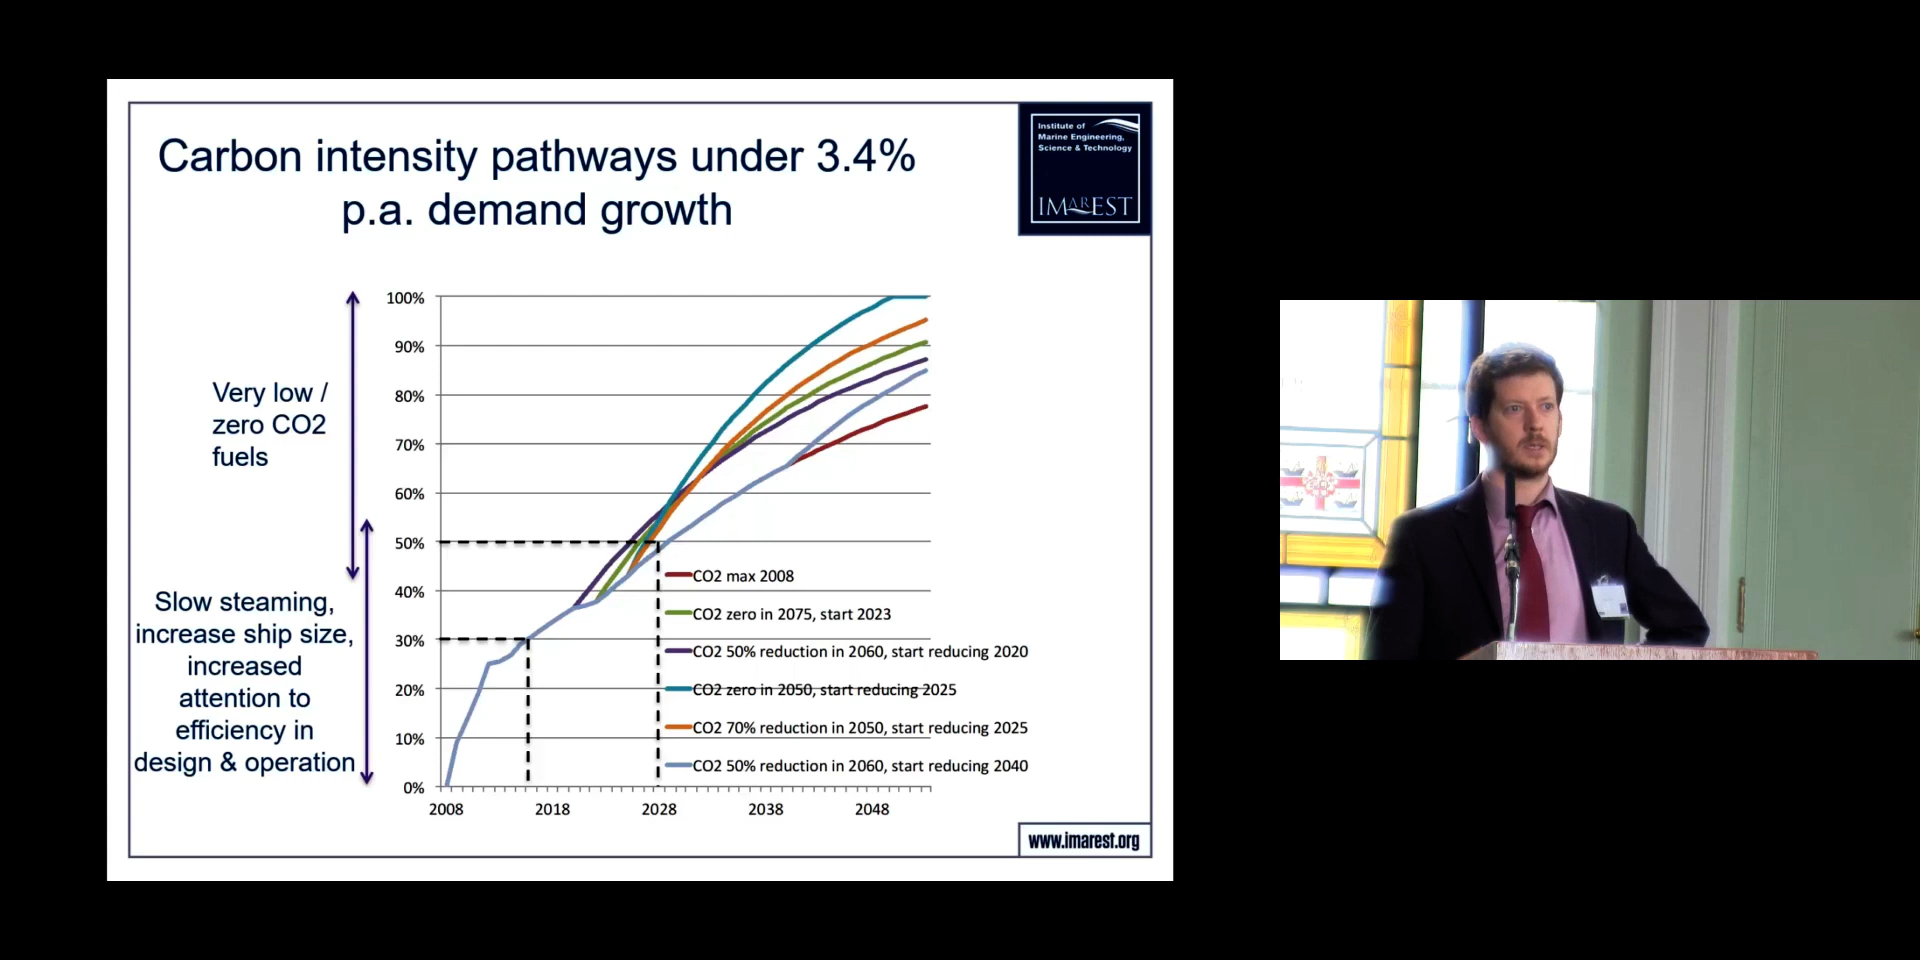 Carbon intensity pathways under 3.4%
p.a. demand growth
Institute of
Marine Engineering,
Science & Technology
IMarEST
Very low /
zero CO2
fuels
Slow steaming,
increase ship size,
increased
attention to
efficiency in
design & operation
100%
90%
80%
70%
60%
50%
40%
30%
20%
10%
0%
2008
2018
2028
2038
2048
CO2 max 2008
CO2 zero in 2075, start 2023
CO2 50% reduction in 2060, start reducing 2020
CO2 zero in 2050, start reducing 2025
CO2 70% reduction in 2050, start reducing 2025
CO2 50% reduction in 2060, start reducing 2040
www.imarest.org